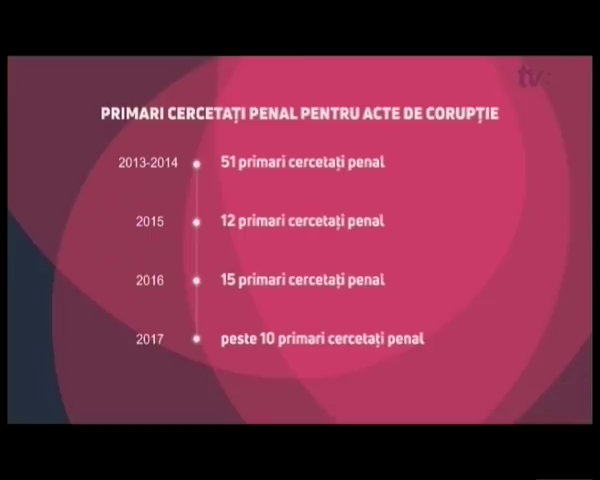 tv:
PRIMARI CERCETAȚI PENAL PENTRU ACTE DE CORUPȚIE
2013-2014 51 primari cercetați penal
2015 12 primari cercetați penal
2016 15 primari cercetați penal
2017 peste 10 primari cercetați penal